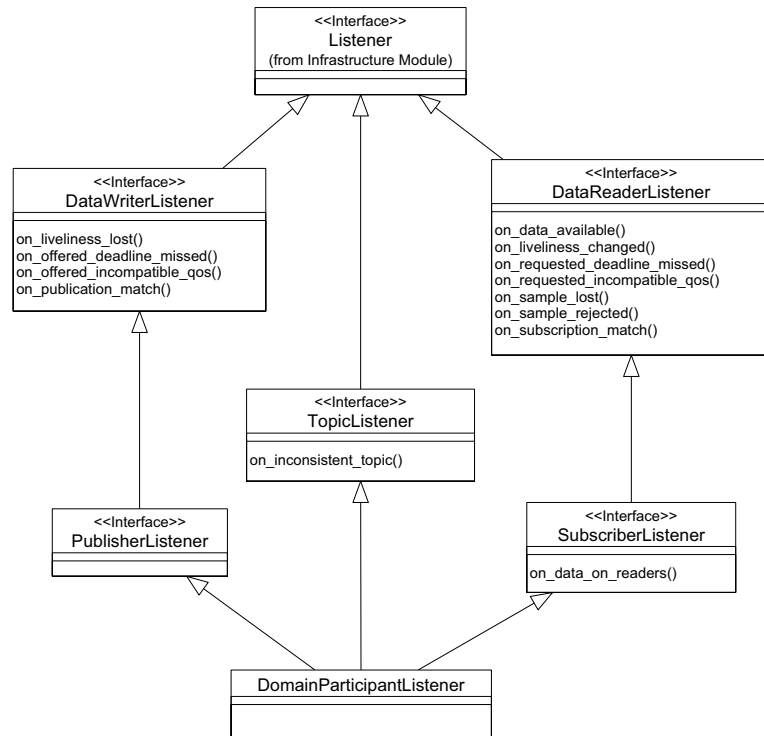 <<Interface>>
Listener
(from Infrastructure Module)
<<Interface>>
DataWriterListener
on_liveliness_lost()
on_offered_deadline_missed()
on_offered_incompatible_qos()
on_publication_match()
<<Interface>>
DataReaderListener
on_data_available()
on_liveliness_changed()
on_requested_deadline_missed()
on_requested_incompatible_qos()
on_sample_lost()
on_sample_rejected()
on_subscription_match()
<<Interface>>
TopicListener
on_inconsistent_topic()
<<Interface>>
PublisherListener
<<Interface>>
SubscriberListener
on_data_on_readers()
DomainParticipantListener